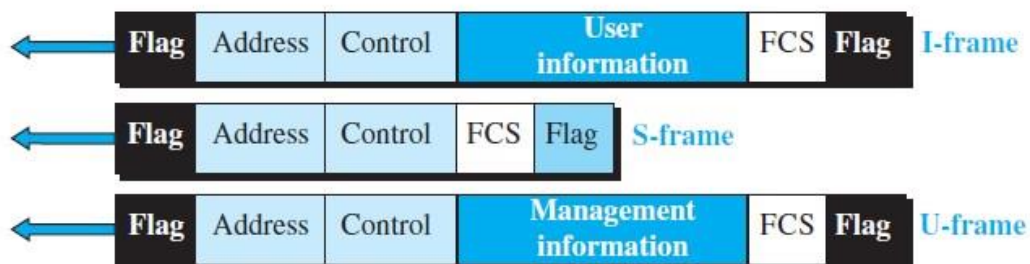 Flag Address Control User information FCS Flag I-frame
Flag Address Control FCS Flag S-frame
Flag Address Control Management information FCS Flag U-frame